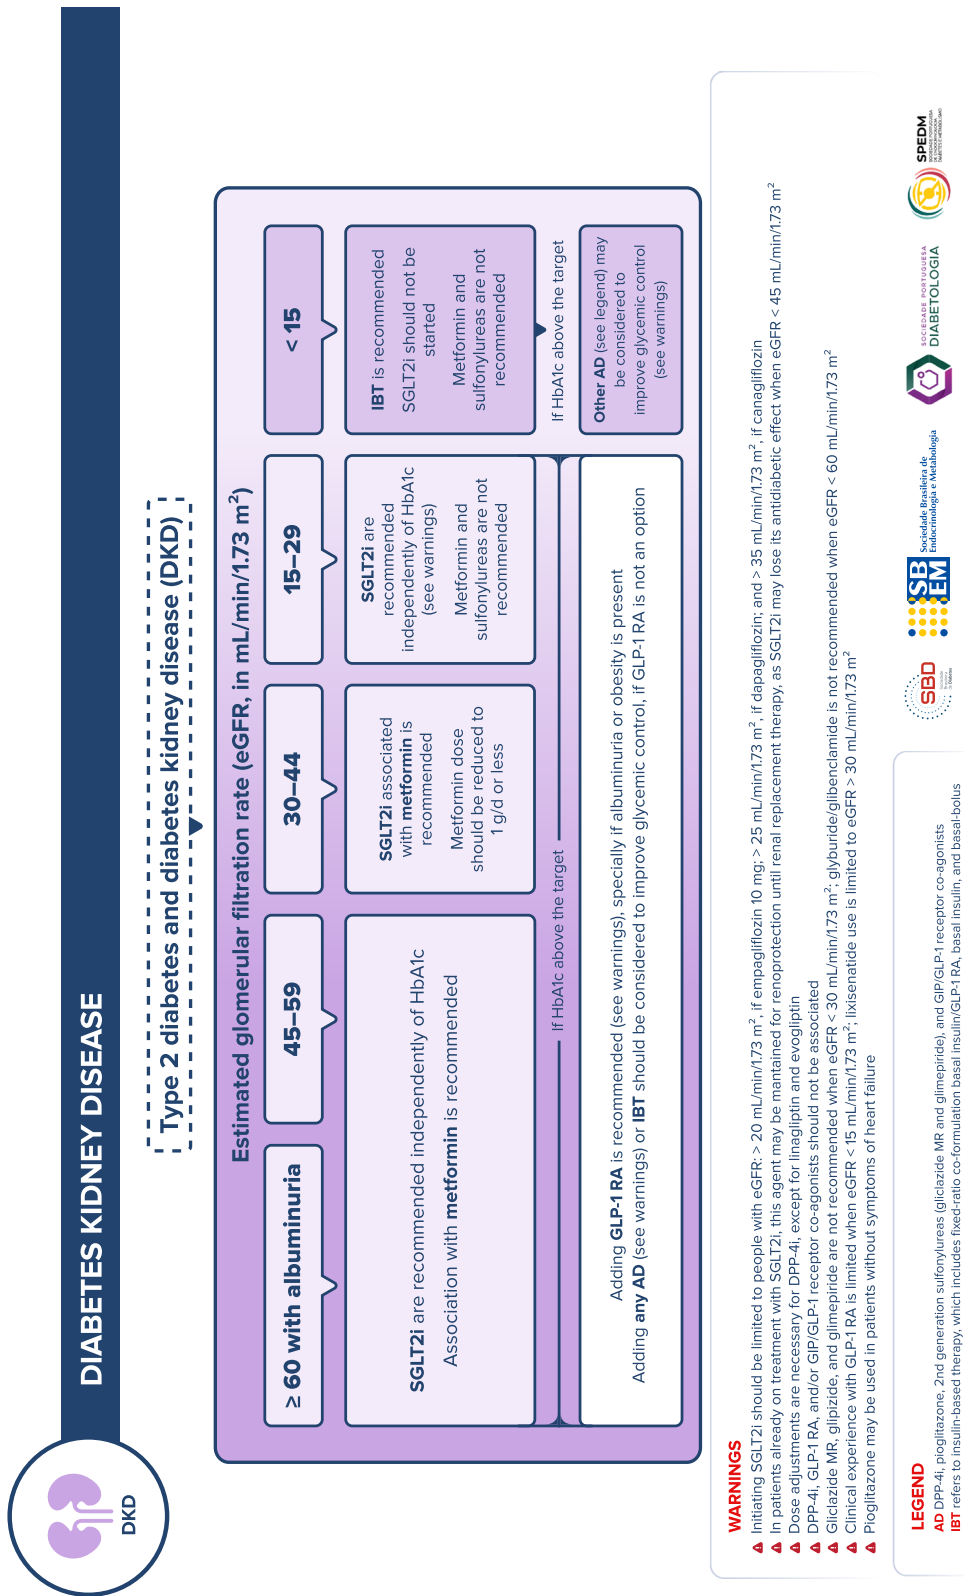 DKD
DIABETES KIDNEY DISEASE
Type 2 diabetes and diabetes kidney disease (DKD)
Estimated glomerular filtration rate (eGFR, in mL/min/1.73 m²)
≥ 60 with albuminuria
45–59
30–44
15–29
< 15
SGLT2i are recommended independently of HbA1c
Association with metformin is recommended
SGLT2i associated
with metformin is
recommended
Metformin dose
should be reduced to
1 g/d or less
SGLT2i are
recommended
independently of HbA1c
(see warnings)
Metformin and
sulfonylureas are not
recommended
IBT is recommended
SGLT2i should not be
started
Metformin and
sulfonylureas are not
recommended
If HbA1c above the target
If HbA1c above the target
Adding GLP-1 RA is recommended (see warnings), specially if albuminuria or obesity is present
Adding any AD (see warnings) or IBT should be considered to improve glycemic control, if GLP-1 RA is not an option
Other AD (see legend) may
be considered to
improve glycemic control
(see warnings)
WARNINGS
Initiating SGLT2i should be limited to people with eGFR: > 20 mL/min/1.73 m², if empagliflozin 10 mg; > 25 mL/min/1.73 m², if dapagliflozin; and > 35 mL/min/1.73 m², if canagliflozin
In patients already on treatment with SGLT2i, this agent may be mantained for renoprotection until renal replacement therapy, as SGLT2i may lose its antidiabetic effect when eGFR < 45 mL/min/1.73 m²
Dose adjustments are necessary for DPP-4i, except for linagliptin and evogliptin
DPP-4i, GLP-1 RA, and/or GIP/GLP-1 receptor co-agonists should not be associated
Gliclazide MR, glipizide, and glimepiride are not recommended when eGFR < 30 mL/min/1.73 m²; glyburide/glibenclamide is not recommended when eGFR < 60 mL/min/1.73 m²
Clinical experience with GLP-1 RA is limited when eGFR < 15 mL/min/1.73 m²; lixisenatide use is limited to eGFR > 30 mL/min/1.73 m²
Pioglitazone may be used in patients without symptoms of heart failure
LEGEND
AD DPP-4i, pioglitazone, 2nd generation sulfonylureas (gliclazide MR and glimepiride), and GIP/GLP-1 receptor co-agonists
IBT refers to insulin-based therapy, which includes fixed-ratio co-formulation basal insulin/GLP-1 RA, basal insulin, and basal-bolus
SBD
SB
EM
Sociedade Brasileira de
Endocrinologia e Metabologia
SOCIEDADE PORTUGUESA
DIABETOLOGIA
SPEDM
SOCIEDADE PORTUGUESA
DE ENDOCRINOLOGIA
DIABETES E METABOLISMO